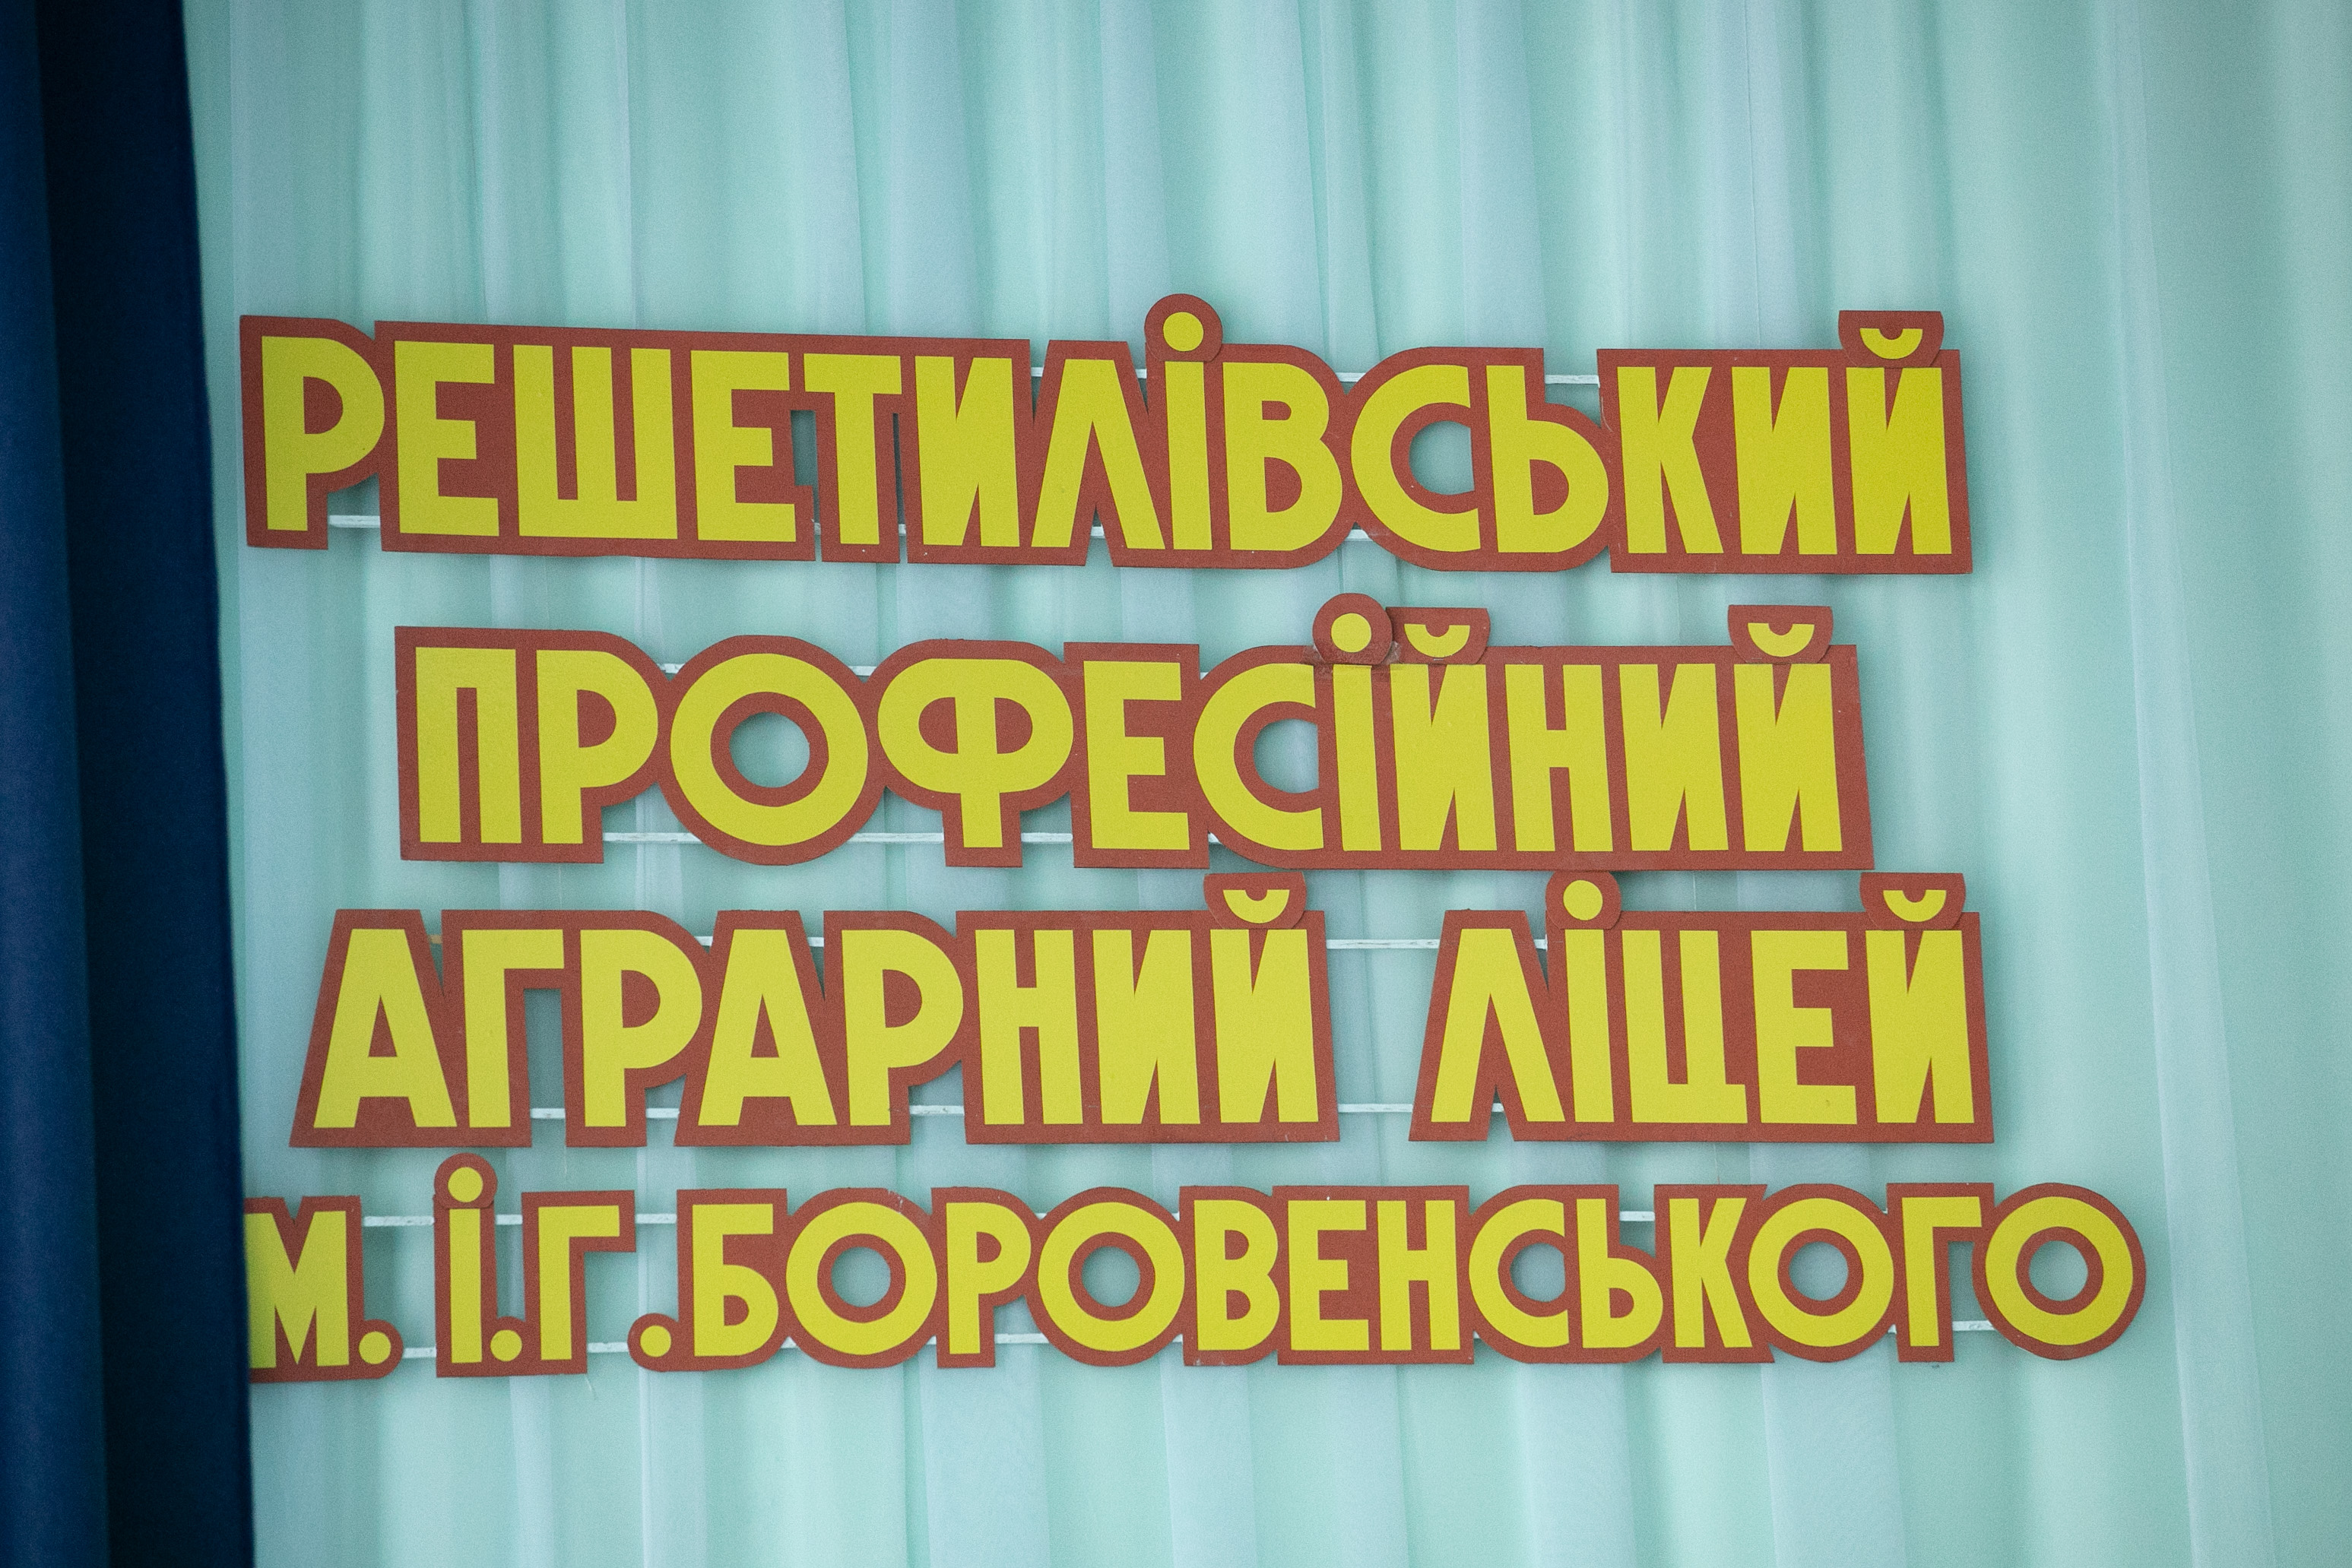 РЕШЕТИЛІВСЬКИЙ
ПРОФЕСІЙНИЙ
АГРАРНИЙ ЛІЦЕЙ
М. І.Г.БОРОВЕНСЬКОГО